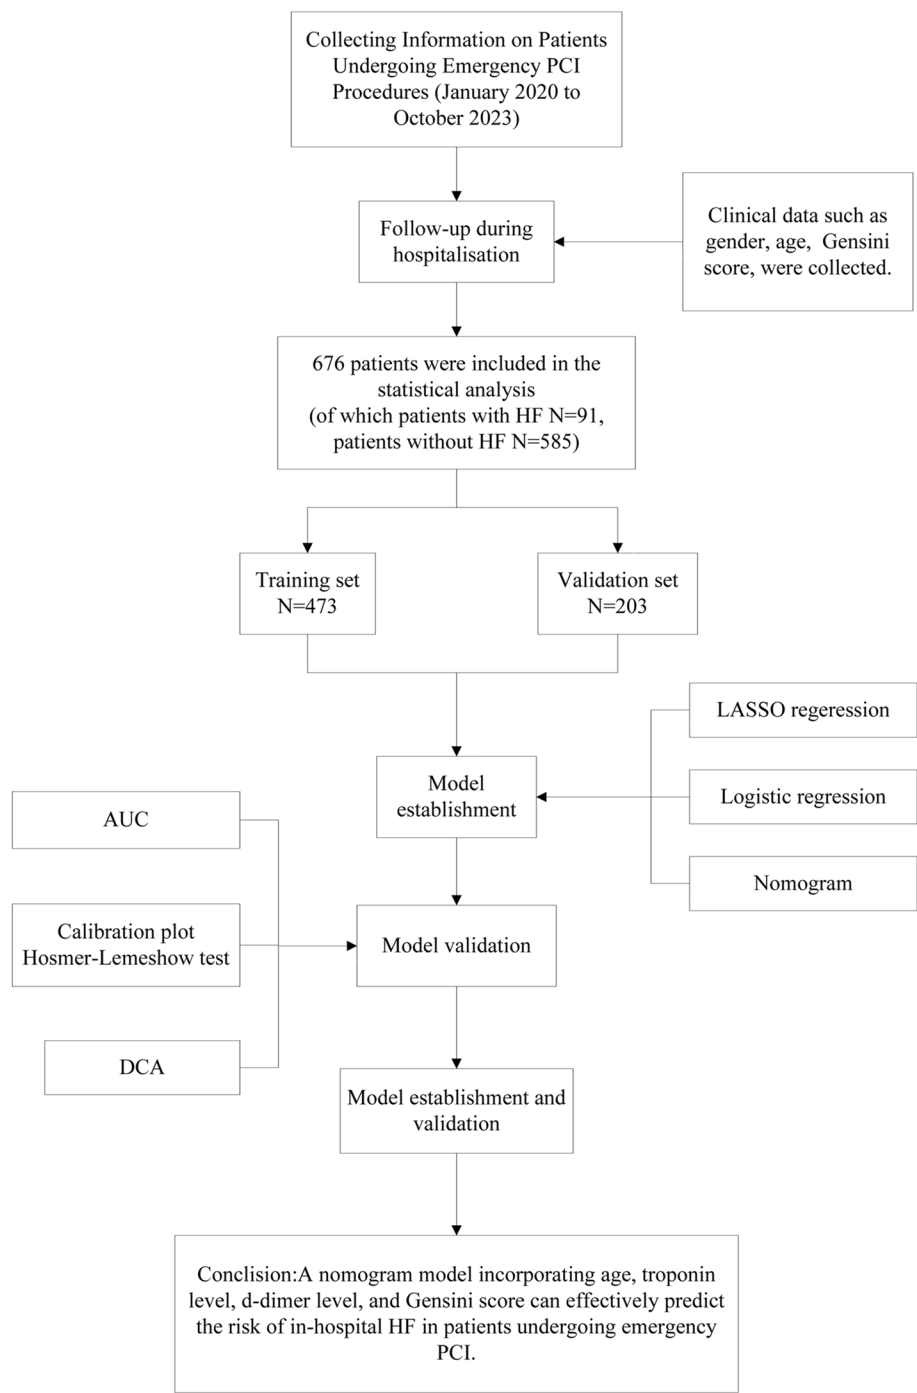 Collecting Information on Patients
Undergoing Emergency PCI
Procedures (January 2020 to
October 2023)
Follow-up during
hospitalisation
Clinical data such as
gender, age, Gensini
score, were collected.
676 patients were included in the
statistical analysis
(of which patients with HF N=91,
patients without HF N=585)
Training set
N=473
Validation set
N=203
LASSO regeression
Model
establishment
Logistic regression
AUC
Nomogram
Calibration plot
Hosmer-Lemeshow test
Model validation
DCA
Model establishment and
validation
Conclision:A nomogram model incorporating age, troponin
level, d-dimer level, and Gensini score can effectively predict
the risk of in-hospital HF in patients undergoing emergency
PCI.